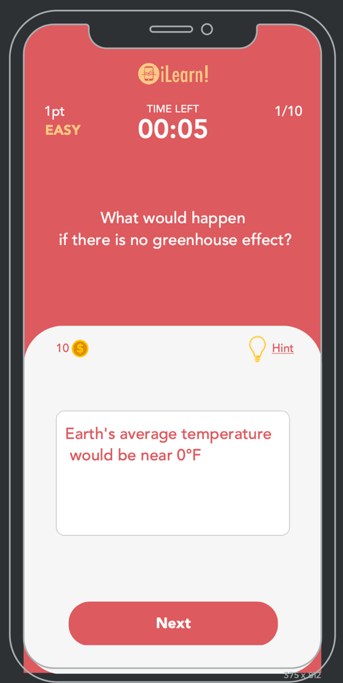 iLearn!
1pt
TIME LEFT
1/10
EASY
00:05
What would happen
if there is no greenhouse effect?
10 $
Hint
Earth's average temperature
would be near 0°F
Next
375 x 812